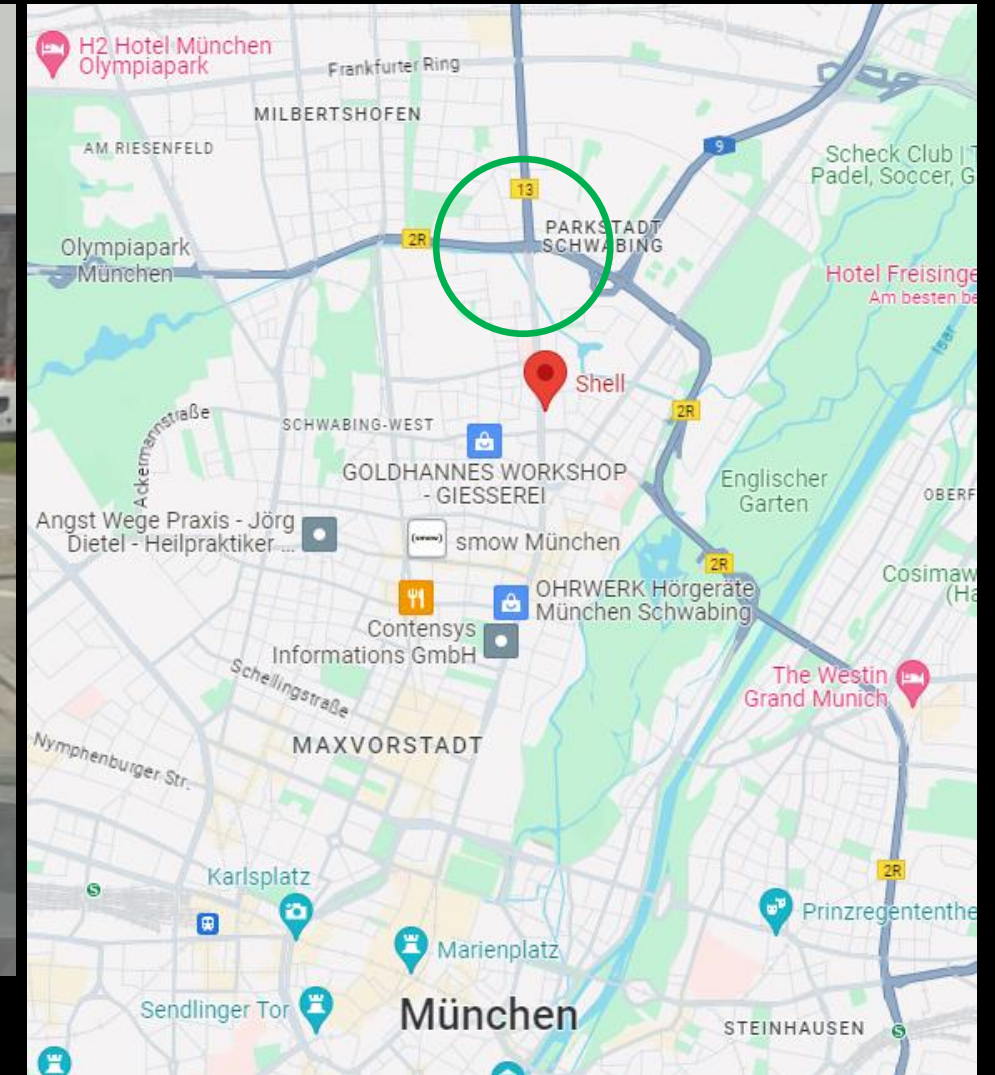 H2 Hotel München
Olympiapark
Frankfurter Ring
MILBERTSHOFEN
9
AM RIESENFELD
Scheck Club | T
Padel, Soccer, G
13
PARKSTADT
SCHWABING
2R
Olympiapark
München
Hotel Freisinge
Am besten be
Isar
Shell
Ackermannstraße
SCHWABING-WEST
2R
GOLDHANNES WORKSHOP
- GIESSEREI
Englischer
Garten
OBERF
Angst Wege Praxis - Jörg
Dietel - Heilpraktiker ...
(smow)
smow München
2R
Cosimaw
(Ha
OHRWERK Hörgeräte
München Schwabing
Contensys
Informations GmbH
Schellingstraße
The Westin
Grand Munich
MAXVORSTADT
Nymphenburger Str.
2R
Karlsplatz
S
Prinzregententhe
Marienplatz
Sendlinger Tor
München
STEINHAUSEN
S